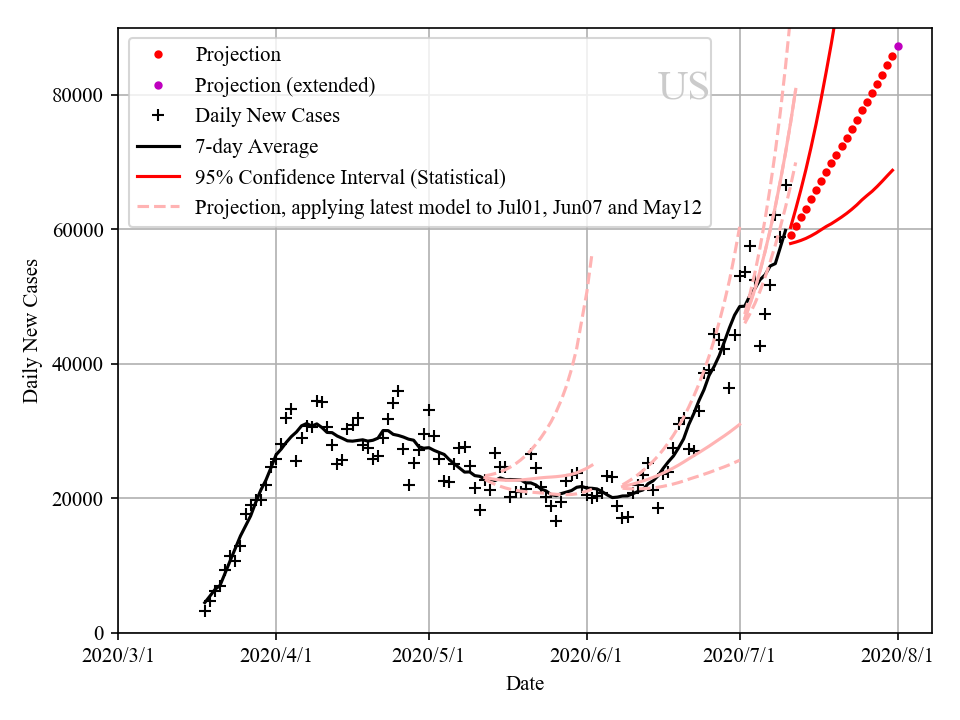 Projection
Projection (extended)
Daily New Cases
7-day Average
95% Confidence Interval (Statistical)
Projection, applying latest model to Jul01, Jun07 and May12
US
80000
60000
40000
20000
0
2020/3/1 2020/4/1 2020/5/1 2020/6/1 2020/7/1 2020/8/1
Date
Daily New Cases